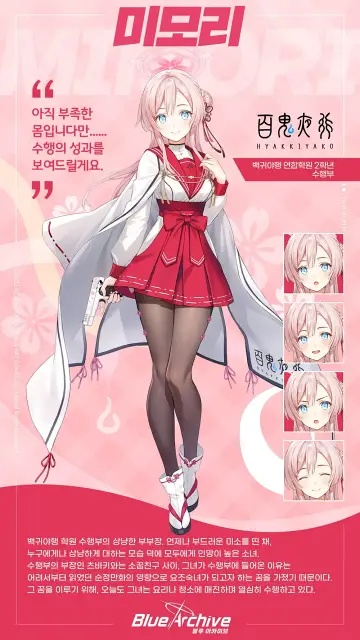 미모리
MIMORI
“
아직 부족한
몸입니다만......
수행의 성과를
보여드릴게요.
”
百鬼夜行
HYAKKIYAKO
백귀야행 연합학원 2학년
수행부
百鬼夜行
백귀야행 학원 수행부의 상냥한 부부장. 언제나 부드러운 미소를 띤 채,
누구에게나 상냥하게 대하는 모습 덕에 모두에게 인망이 높은 소녀.
수행부의 부장인 츠바키와는 소꿉친구 사이. 그녀가 수행부에 들어온 이유는
어려서부터 읽었던 순정만화의 영향으로 요조숙녀가 되고자 하는 꿈을 가졌기 때문이다.
그 꿈을 이루기 위해, 오늘도 그녀는 요리나 청소에 매진하며 열심히 수행하고 있다.
Blue Archive
블루 아카이브